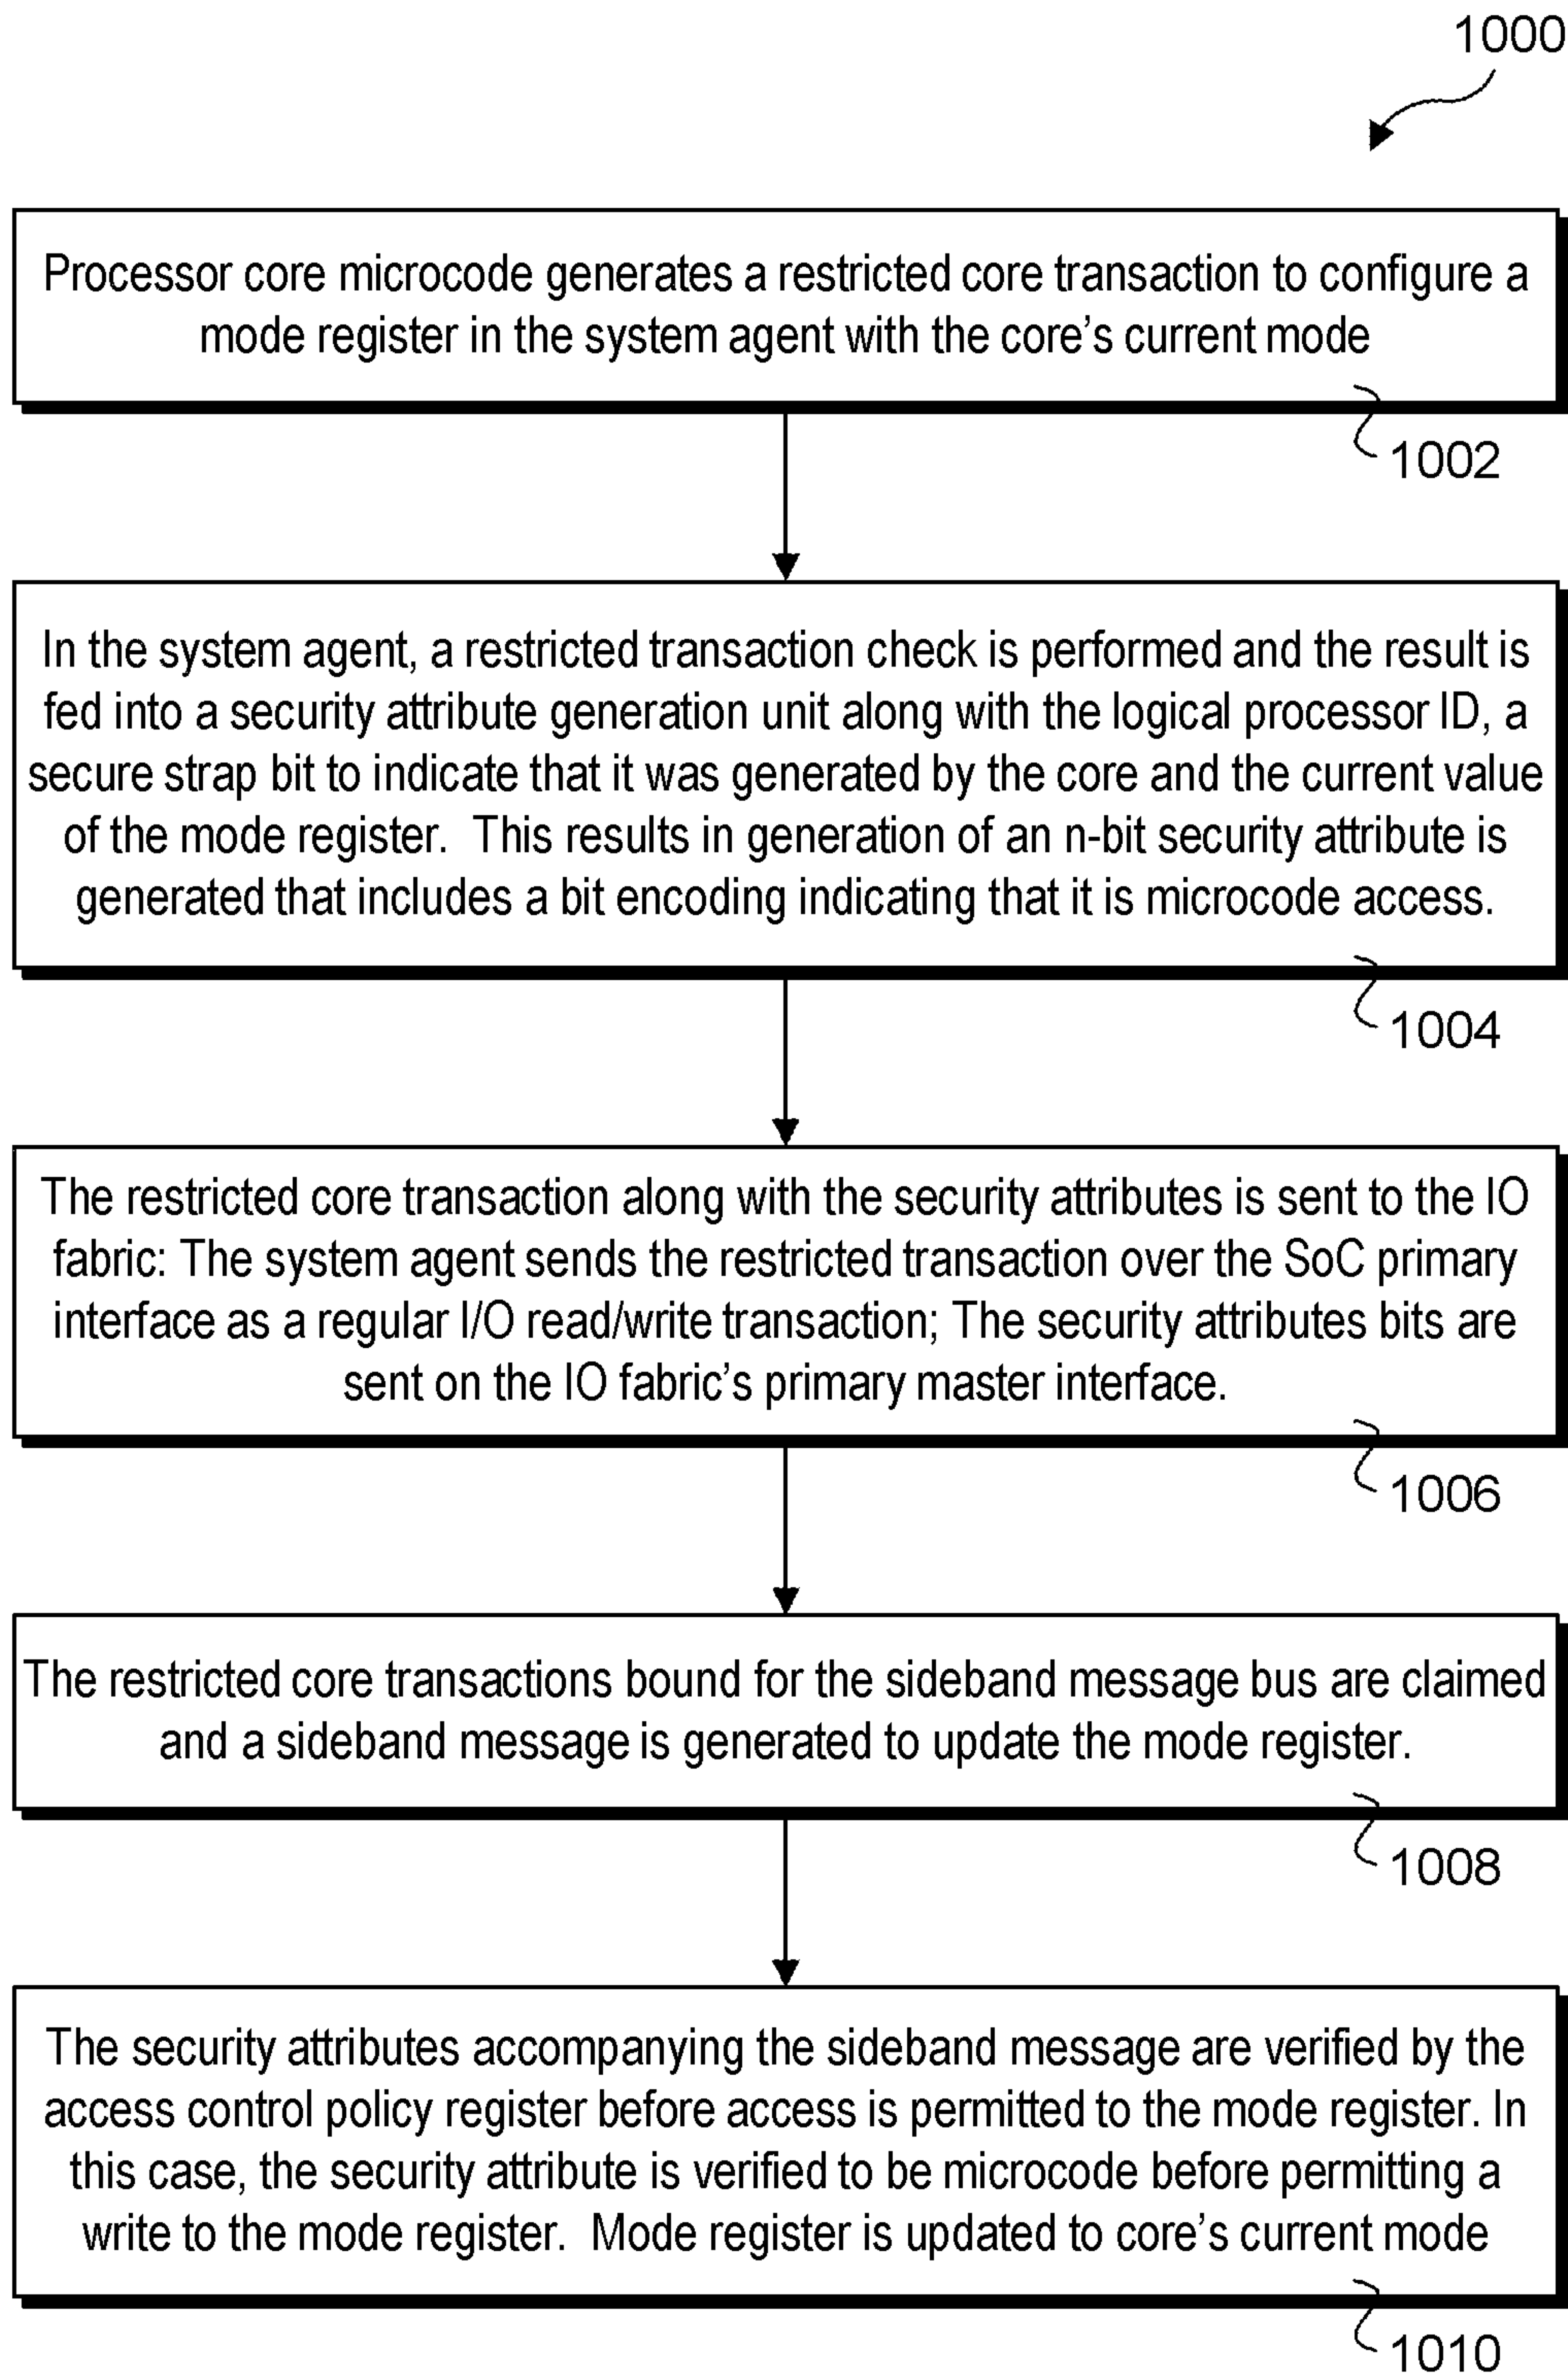 1000
Processor core microcode generates a restricted core transaction to configure a
mode register in the system agent with the core's current mode
1002
In the system agent, a restricted transaction check is performed and the result is
fed into a security attribute generation unit along with the logical processor ID, a
secure strap bit to indicate that it was generated by the core and the current value
of the mode register.  This results in generation of an n-bit security attribute is
generated that includes a bit encoding indicating that it is microcode access.
1004
The restricted core transaction along with the security attributes is sent to the IO
fabric: The system agent sends the restricted transaction over the SoC primary
interface as a regular I/O read/write transaction; The security attributes bits are
sent on the IO fabric's primary master interface.
1006
The restricted core transactions bound for the sideband message bus are claimed
and a sideband message is generated to update the mode register.
1008
The security attributes accompanying the sideband message are verified by the
access control policy register before access is permitted to the mode register. In
this case, the security attribute is verified to be microcode before permitting a
write to the mode register.  Mode register is updated to core's current mode
1010